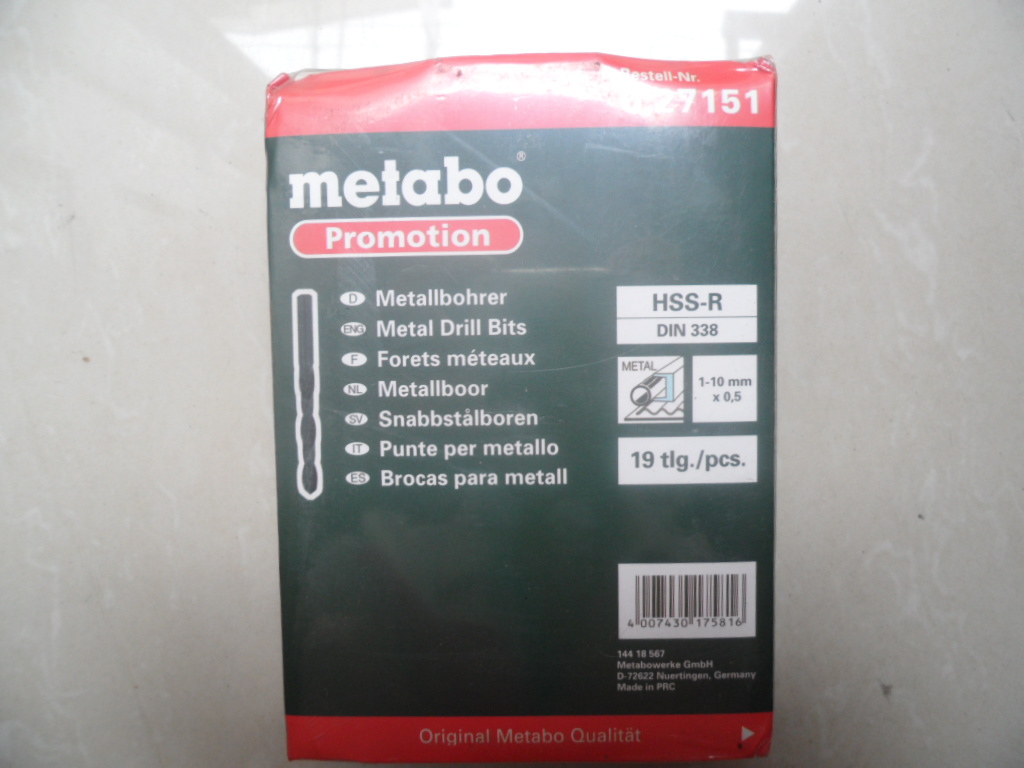 Bestell-Nr.
27151
metabo®
Promotion
D Metallbohrer
ENG Metal Drill Bits
F Forets méteaux
NL Metallboor
SV Snabbstålboren
IT Punte per metallo
ES Brocas para metall
HSS-R
DIN 338
METAL
1-10 mm
x 0,5
19 tlg./pcs.
4 007430 175816
144 18 567
Metabowerke GmbH
D-72622 Nuertingen, Germany
Made in PRC
Original Metabo Qualität